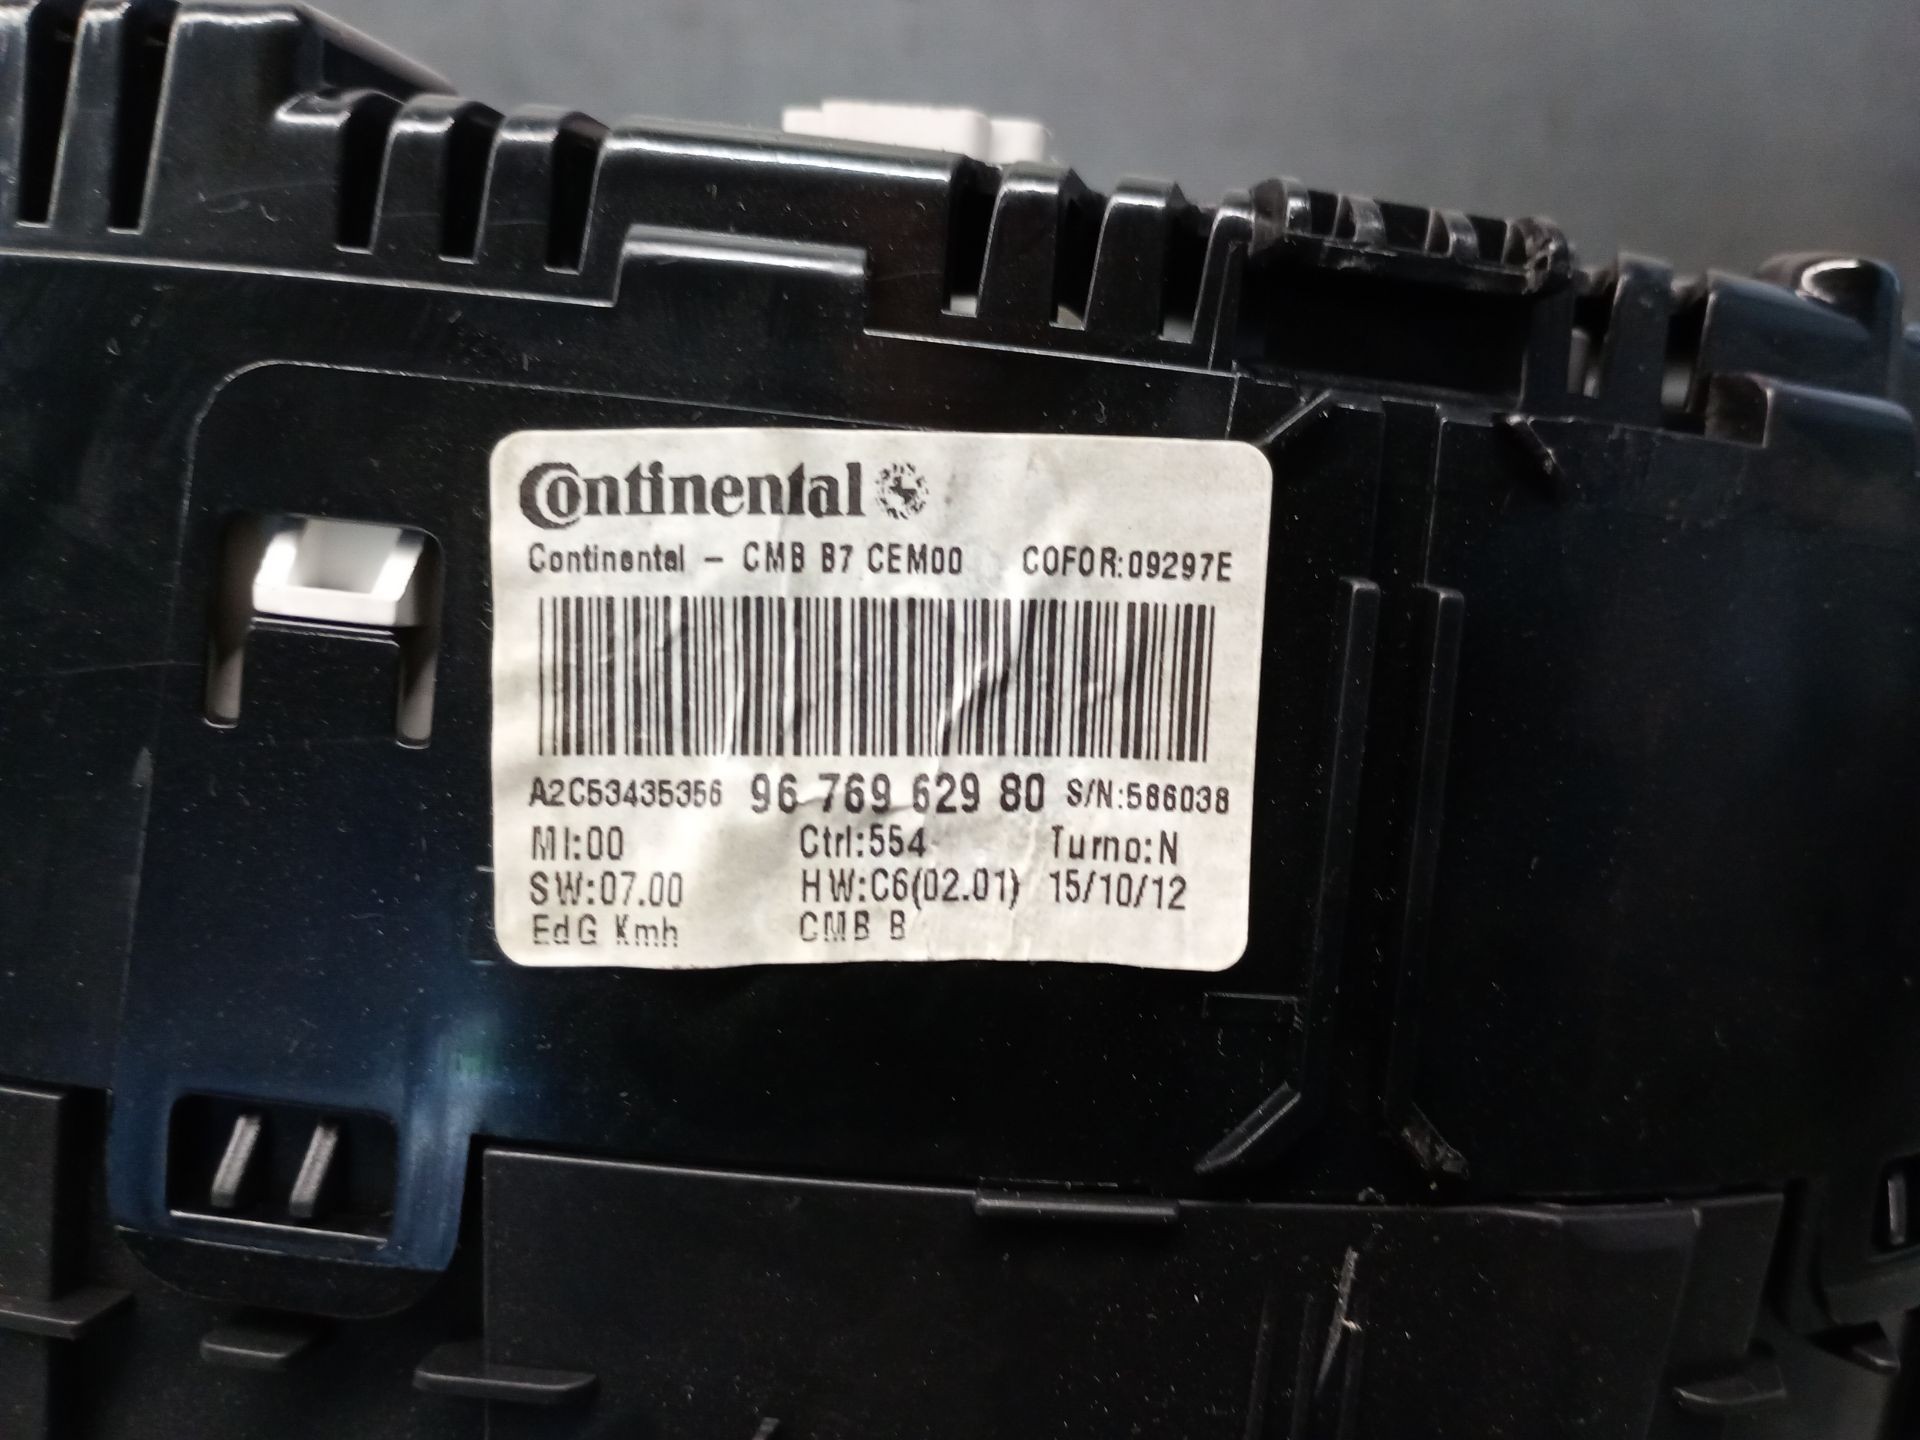 Continental
Continental - CMB B7 CEM00 COFOR:09297E
A2C53435356 96 769 629 80 S/N:586038
MI:00 Ctrl:554 Turno:N
SW:07.00 HW:C6(02.01) 15/10/12
EdG Kmh CMB B